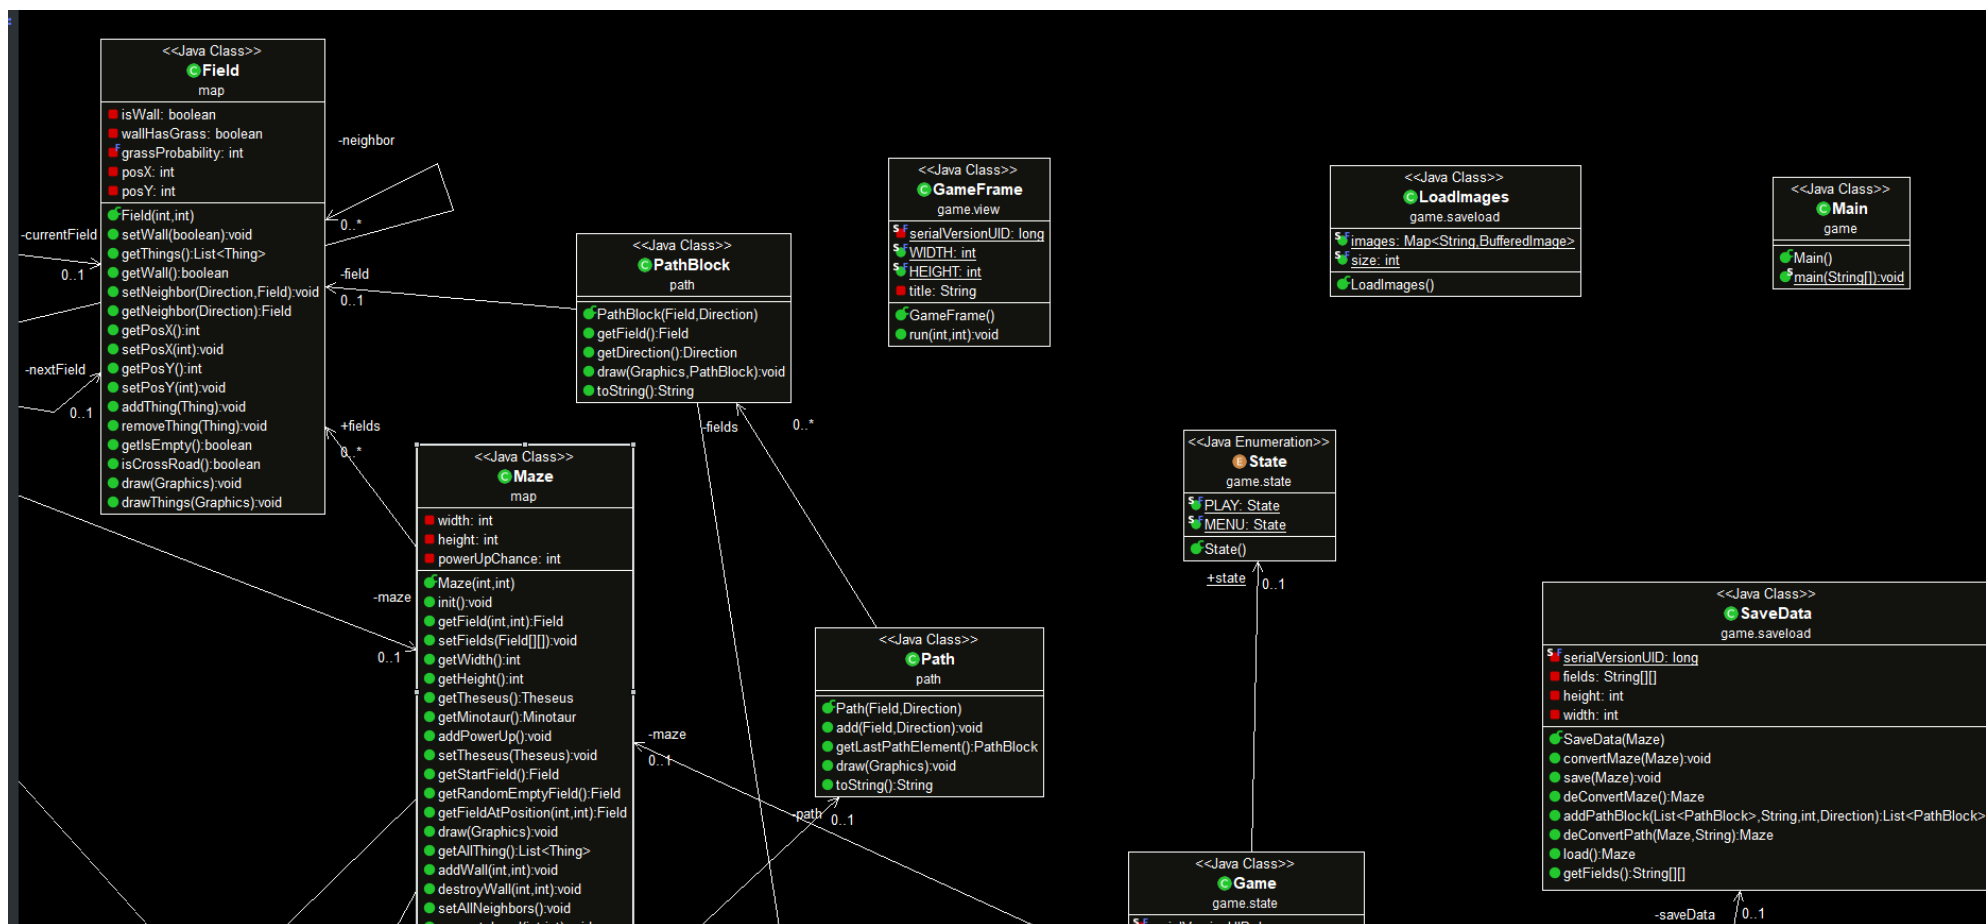 <<Java Class>>
Field
map
isWall: boolean
wallHasGrass: boolean
grassProbability: int
posX: int
posY: int
Field(int,int)
setWall(boolean):void
getThings():List<Thing>
getWall():boolean
setNeighbor(Direction,Field):void
getNeighbor(Direction):Field
getPosX():int
setPosX(int):void
getPosY():int
setPosY(int):void
addThing(Thing):void
removeThing(Thing):void
getIsEmpty():boolean
isCrossRoad():boolean
draw(Graphics):void
drawThings(Graphics):void
-neighbor
0..*
-currentField
0..1
-field
0..1
-nextField
0..1
+fields
0..*
<<Java Class>>
PathBlock
path
PathBlock(Field,Direction)
getField():Field
getDirection():Direction
draw(Graphics,PathBlock):void
toString():String
-fields
0..*
<<Java Class>>
GameFrame
game.view
serialVersionUID: long
WIDTH: int
HEIGHT: int
title: String
GameFrame()
run(int,int):void
<<Java Class>>
LoadImages
game.saveload
images: Map<String,BufferedImage>
size: int
LoadImages()
<<Java Class>>
Main
game
Main()
main(String[]):void
<<Java Class>>
Maze
map
width: int
height: int
powerUpChance: int
Maze(int,int)
init():void
getField(int,int):Field
setFields(Field[][]):void
getWidth():int
getHeight():int
getTheseus():Theseus
getMinotaur():Minotaur
addPowerUp():void
setTheseus(Theseus):void
getStartField():Field
getRandomEmptyField():Field
getFieldAtPosition(int,int):Field
draw(Graphics):void
getAllThing():List<Thing>
addWall(int,int):void
destroyWall(int,int):void
setAllNeighbors():void
-maze
0..1
-maze
0..1
<<Java Class>>
Path
path
Path(Field,Direction)
add(Field,Direction):void
getLastPathElement():PathBlock
draw(Graphics):void
toString():String
-path
0..1
<<Java Enumeration>>
State
game.state
PLAY: State
MENU: State
State()
+state
0..1
<<Java Class>>
Game
game.state
<<Java Class>>
SaveData
game.saveload
serialVersionUID: long
fields: String[][]
height: int
width: int
SaveData(Maze)
convertMaze(Maze):void
save(Maze):void
deConvertMaze():Maze
addPathBlock(List<PathBlock>,String,int,Direction):List<PathBlock>
deConvertPath(Maze,String):Maze
load():Maze
getFields():String[][]
-saveData
0..1